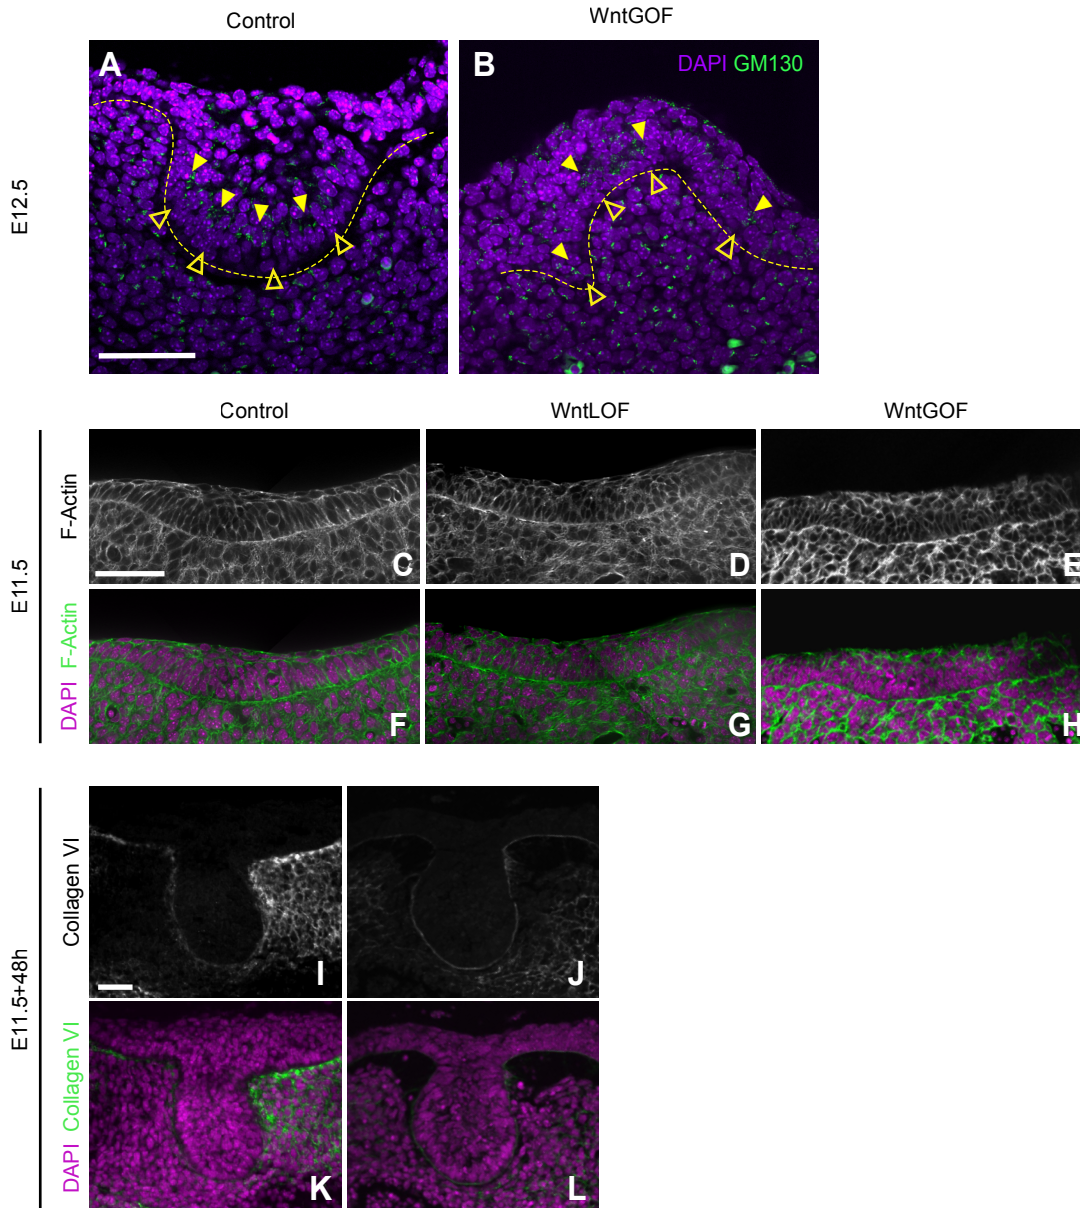 Control
WntGOF
E12.5
A
B
DAPI GM130
Control
WntLOF
WntGOF
E11.5
F-Actin
C
D
E
DAPI F-Actin
F
G
H
E11.5+48h
Collagen VI
I
J
DAPI Collagen VI
K
L